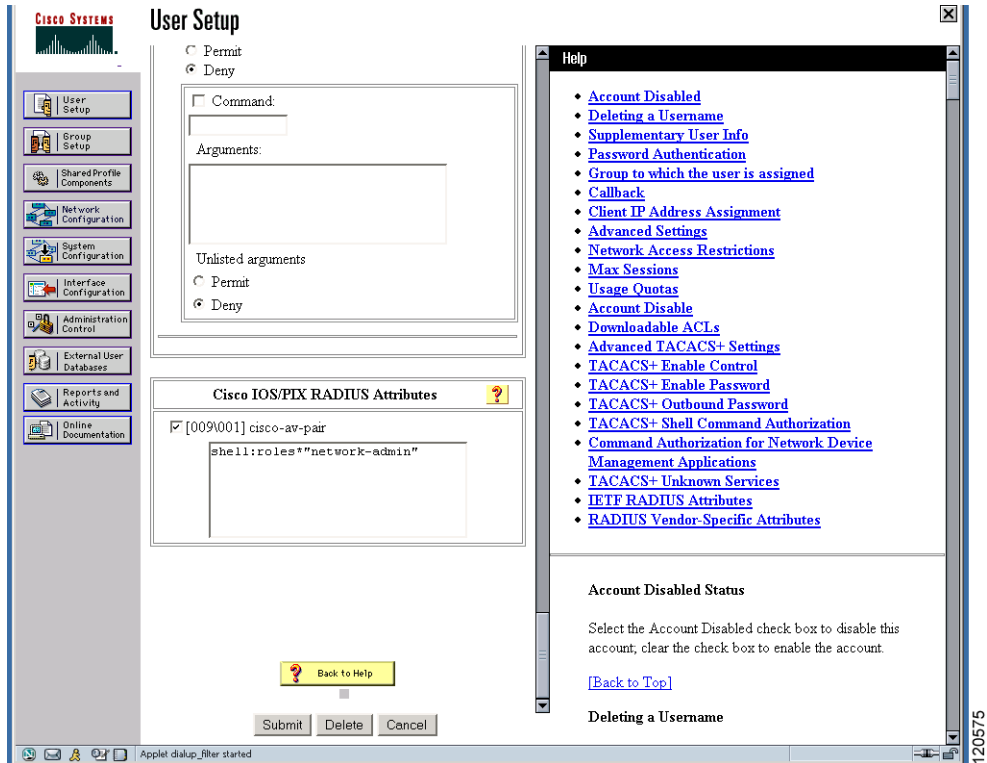 CISCO SYSTEMS
User Setup
User
Setup
Group
Setup
Shared Profile
Components
Network
Configuration
System
Configuration
Interface
Configuration
Administration
Control
External User
Databases
Reports and
Activity
Online
Documentation
Permit
Deny
Command:
Arguments:
Unlisted arguments
Permit
Deny
Cisco IOS/PIX RADIUS Attributes
?
[009\001] cisco-av-pair
shell:roles*"network-admin"
? Back to Help
Submit Delete Cancel
Help
Account Disabled
Deleting a Username
Supplementary User Info
Password Authentication
Group to which the user is assigned
Callback
Client IP Address Assignment
Advanced Settings
Network Access Restrictions
Max Sessions
Usage Quotas
Account Disable
Downloadable ACLs
Advanced TACACS+ Settings
TACACS+ Enable Control
TACACS+ Enable Password
TACACS+ Outbound Password
TACACS+ Shell Command Authorization
Command Authorization for Network Device
Management Applications
TACACS+ Unknown Services
IETF RADIUS Attributes
RADIUS Vendor-Specific Attributes
Account Disabled Status
Select the Account Disabled check box to disable this
account; clear the check box to enable the account.
[Back to Top]
Deleting a Username
Applet dialup_filter started
120575